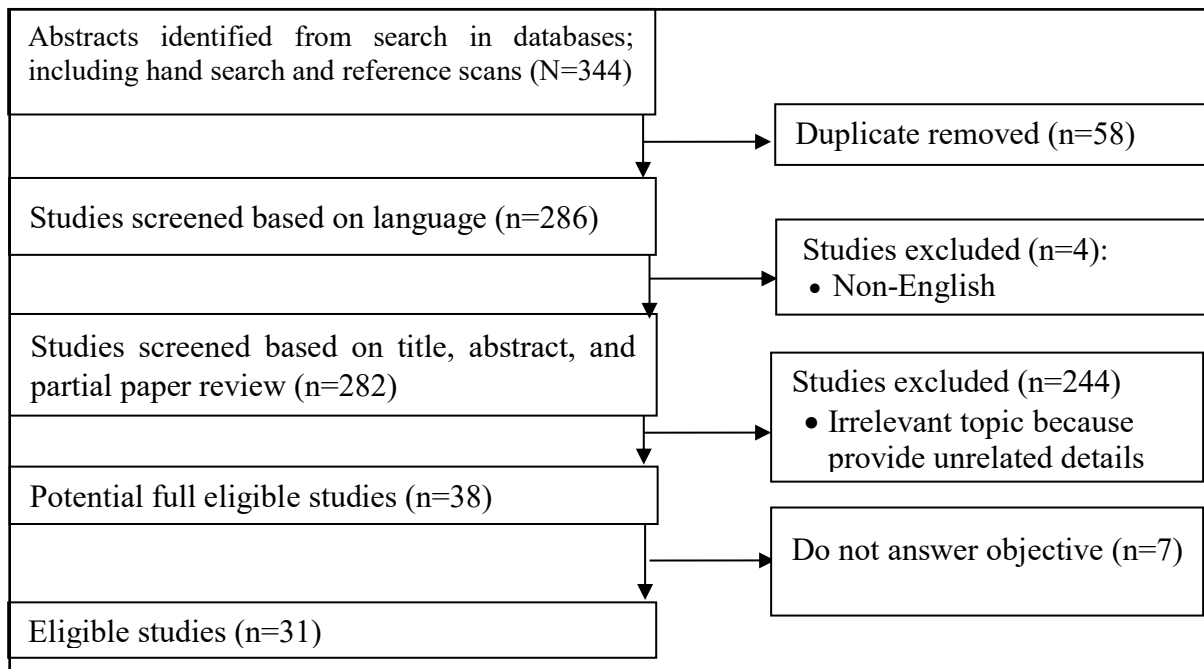 Abstracts identified from search in databases;
including hand search and reference scans (N=344)
Duplicate removed (n=58)
Studies screened based on language (n=286)
Studies excluded (n=4):
• Non-English
Studies screened based on title, abstract, and
partial paper review (n=282)
Studies excluded (n=244)
• Irrelevant topic because
provide unrelated details
Potential full eligible studies (n=38)
Do not answer objective (n=7)
Eligible studies (n=31)